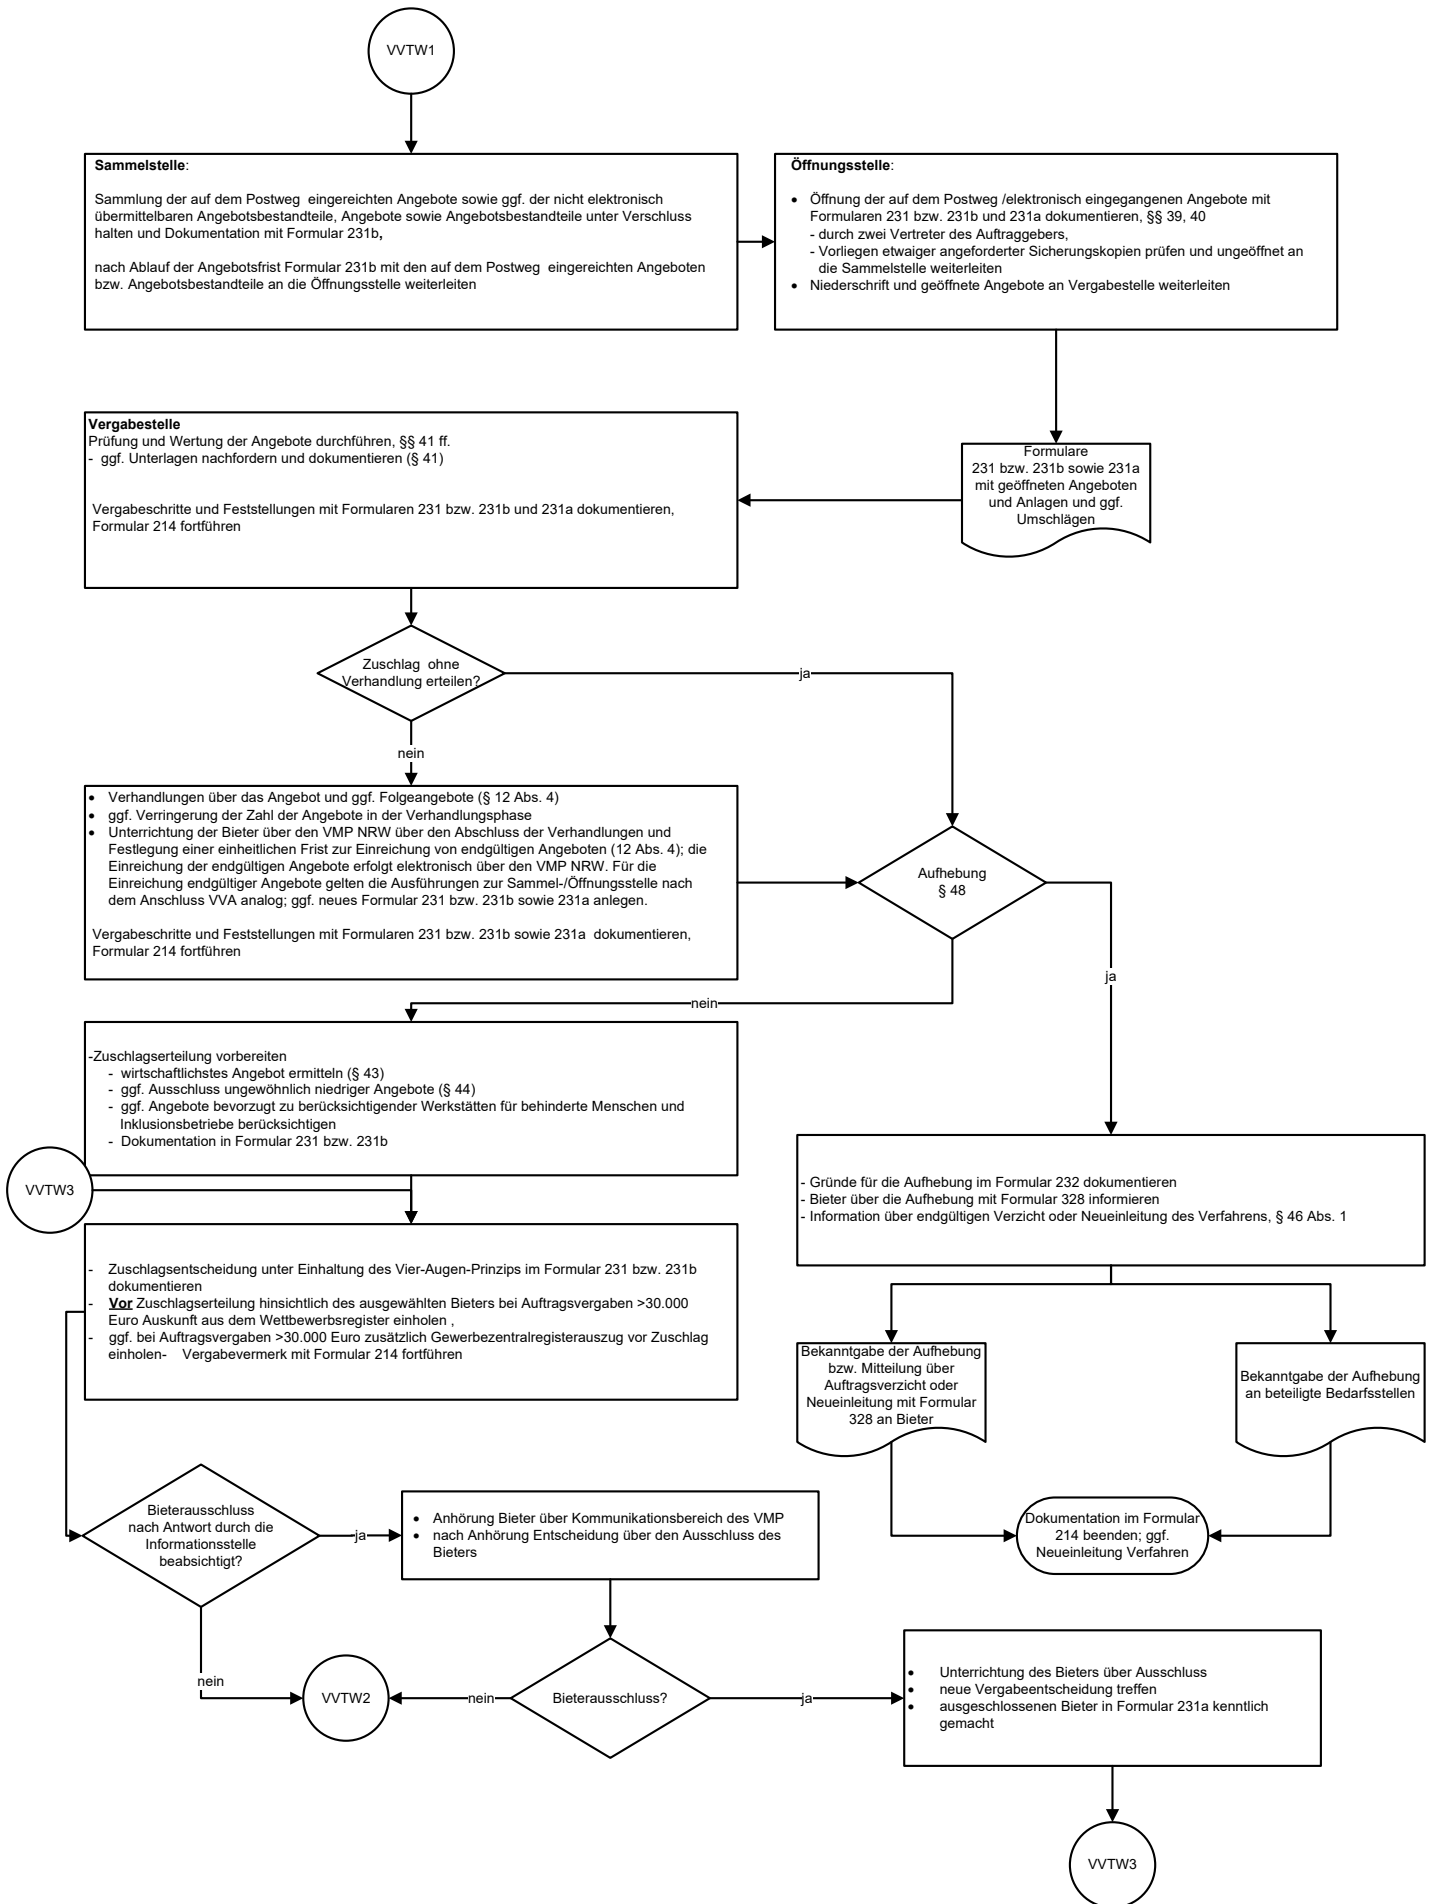 VVTW1
Sammelstelle:
Sammlung der auf dem Postweg eingereichten Angebote sowie ggf. der nicht elektronisch
übermittelbaren Angebotsbestandteile, Angebote sowie Angebotsbestandteile unter Verschluss
halten und Dokumentation mit Formular 231b,
nach Ablauf der Angebotsfrist Formular 231b mit den auf dem Postweg eingereichten Angeboten
bzw. Angebotsbestandteile an die Öffnungsstelle weiterleiten
Öffnungsstelle:
• Öffnung der auf dem Postweg /elektronisch eingegangenen Angebote mit
Formularen 231 bzw. 231b und 231a dokumentieren, §§ 39, 40
- durch zwei Vertreter des Auftraggebers,
- Vorliegen etwaiger angeforderter Sicherungskopien prüfen und ungeöffnet an
die Sammelstelle weiterleiten
• Niederschrift und geöffnete Angebote an Vergabestelle weiterleiten
Formulare
231 bzw. 231b sowie 231a
mit geöffneten Angeboten
und Anlagen und ggf.
Umschlägen
Vergabestelle
Prüfung und Wertung der Angebote durchführen, §§ 41 ff.
- ggf. Unterlagen nachfordern und dokumentieren (§ 41)
Vergabeschritte und Feststellungen mit Formularen 231 bzw. 231b und 231a dokumentieren,
Formular 214 fortführen
Zuschlag ohne
Verhandlung erteilen?
ja
nein
• Verhandlungen über das Angebot und ggf. Folgeangebote (§ 12 Abs. 4)
• ggf. Verringerung der Zahl der Angebote in der Verhandlungsphase
• Unterrichtung der Bieter über den VMP NRW über den Abschluss der Verhandlungen und
Festlegung einer einheitlichen Frist zur Einreichung von endgültigen Angeboten (12 Abs. 4); die
Einreichung der endgültigen Angebote erfolgt elektronisch über den VMP NRW. Für die
Einreichung endgültiger Angebote gelten die Ausführungen zur Sammel-/Öffnungsstelle nach
dem Anschluss VVA analog; ggf. neues Formular 231 bzw. 231b sowie 231a anlegen.
Vergabeschritte und Feststellungen mit Formularen 231 bzw. 231b sowie 231a dokumentieren,
Formular 214 fortführen
Aufhebung
§ 48
ja
nein
-Zuschlagserteilung vorbereiten
- wirtschaftlichstes Angebot ermitteln (§ 43)
- ggf. Ausschluss ungewöhnlich niedriger Angebote (§ 44)
- ggf. Angebote bevorzugt zu berücksichtigender Werkstätten für behinderte Menschen und
Inklusionsbetriebe berücksichtigen
- Dokumentation in Formular 231 bzw. 231b
VVTW3
- Zuschlagsentscheidung unter Einhaltung des Vier-Augen-Prinzips im Formular 231 bzw. 231b
dokumentieren
- Vor Zuschlagserteilung hinsichtlich des ausgewählten Bieters bei Auftragsvergaben >30.000
Euro Auskunft aus dem Wettbewerbsregister einholen ,
- ggf. bei Auftragsvergaben >30.000 Euro zusätzlich Gewerbezentralregisterauszug vor Zuschlag
einholen- Vergabevermerk mit Formular 214 fortführen
- Gründe für die Aufhebung im Formular 232 dokumentieren
- Bieter über die Aufhebung mit Formular 328 informieren
- Information über endgültigen Verzicht oder Neueinleitung des Verfahrens, § 46 Abs. 1
Bekanntgabe der Aufhebung
bzw. Mitteilung über
Auftragsverzicht oder
Neueinleitung mit Formular
328 an Bieter
Bekanntgabe der Aufhebung
an beteiligte Bedarfsstellen
Dokumentation im Formular
214 beenden; ggf.
Neueinleitung Verfahren
Bieterausschluss
nach Antwort durch die
Informationsstelle
beabsichtigt?
ja
nein
• Anhörung Bieter über Kommunikationsbereich des VMP
• nach Anhörung Entscheidung über den Ausschluss des
Bieters
VVTW2
nein
Bieterausschluss?
ja
• Unterrichtung des Bieters über Ausschluss
• neue Vergabeentscheidung treffen
• ausgeschlossenen Bieter in Formular 231a kenntlich
gemacht
VVTW3